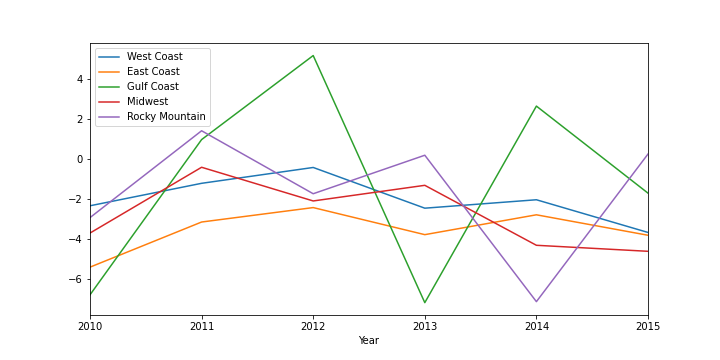 West Coast
East Coast
Gulf Coast
Midwest
Rocky Mountain
4
2
0
−2
−4
−6
2010 2011 2012 2013 2014 2015
Year